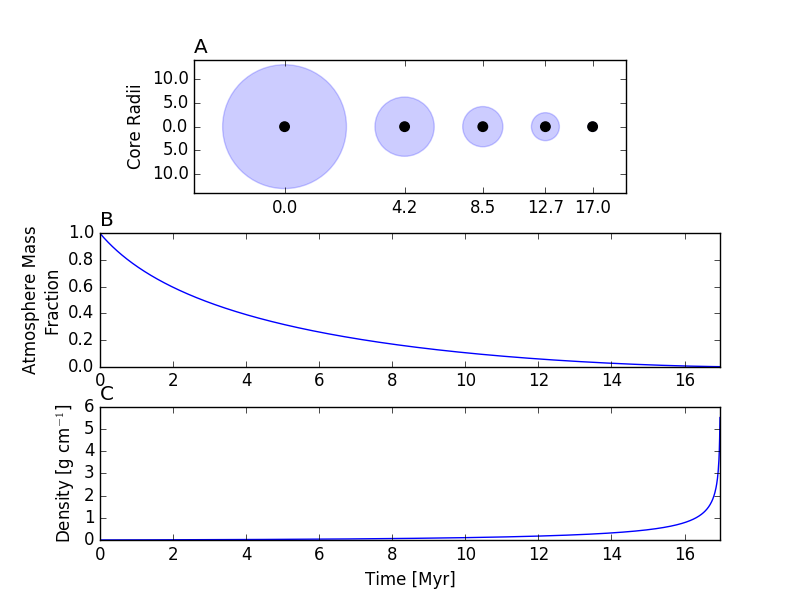 A
Core Radii
10.0
5.0
0.0
5.0
10.0
0.0 4.2 8.5 12.7 17.0
B
Atmosphere Mass
Fraction
1.0
0.8
0.6
0.4
0.2
0.0
0 2 4 6 8 10 12 14 16
C
Density [g cm⁻¹]
6
5
4
3
2
1
0
0 2 4 6 8 10 12 14 16
Time [Myr]